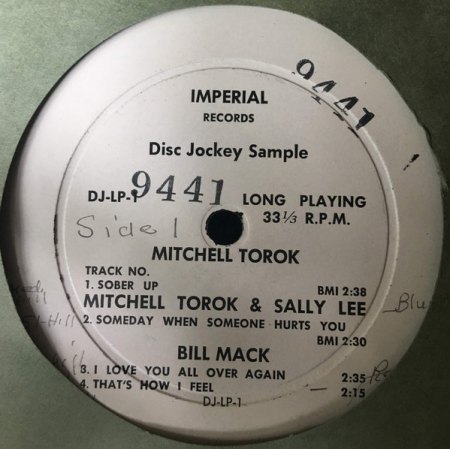 9441
IMPERIAL
RECORDS
Disc Jockey Sample
DJ-LP-1 9441 LONG PLAYING
33⅓ R.P.M.
Side 1
MITCHELL TOROK
TRACK NO.
1. SOBER UP BMI 2:38
MITCHELL TOROK & SALLY LEE
2. SOMEDAY WHEN SOMEONE HURTS YOU
BMI 2:30
BILL MACK
3. I LOVE YOU ALL OVER AGAIN 2:35
4. THAT'S HOW I FEEL 2:15
DJ-LP-1